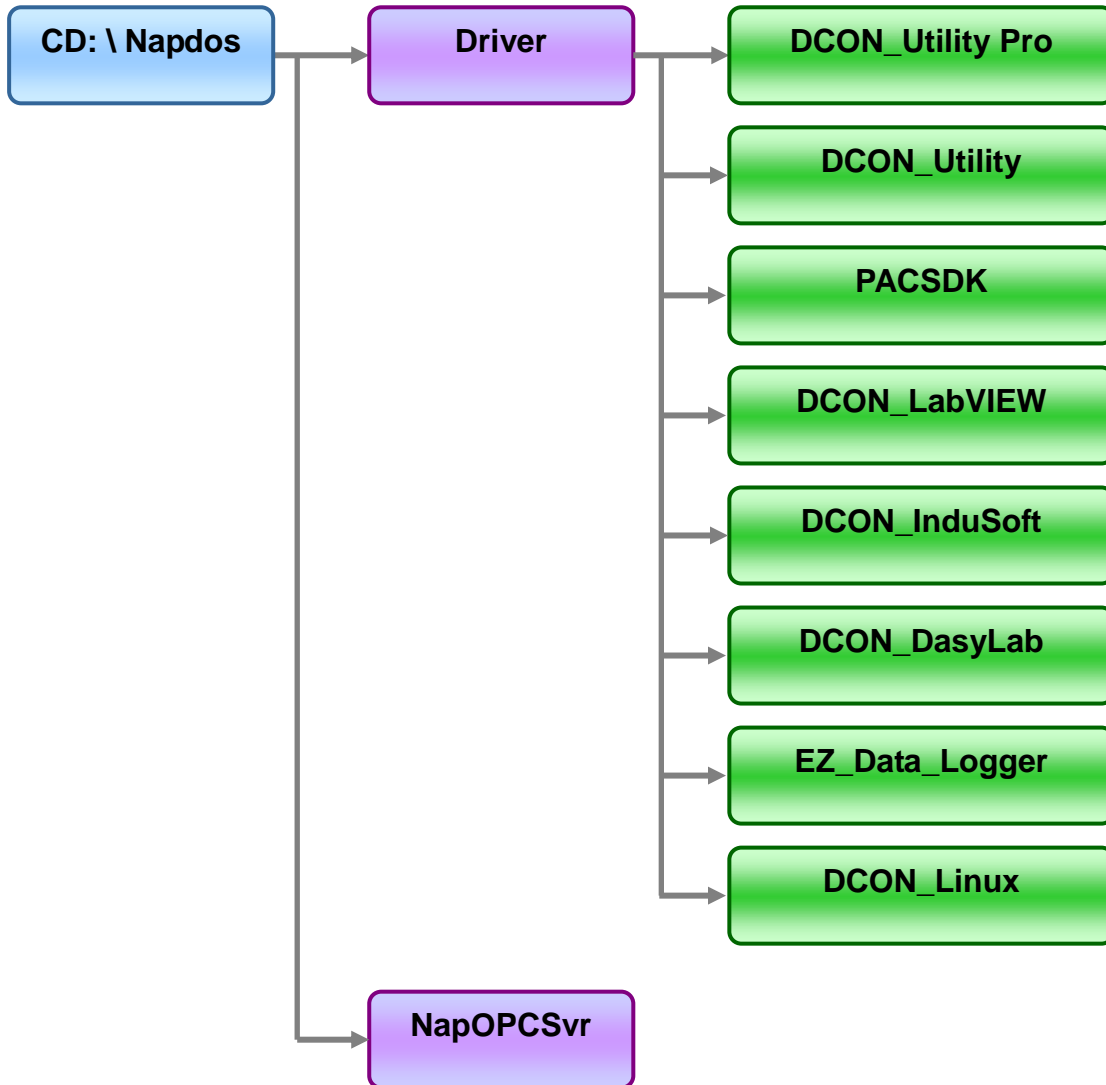 CD: \ Napdos
Driver
DCON_Utility Pro
DCON_Utility
PACSDK
DCON_LabVIEW
DCON_InduSoft
DCON_DasyLab
EZ_Data_Logger
DCON_Linux
NapOPCSvr